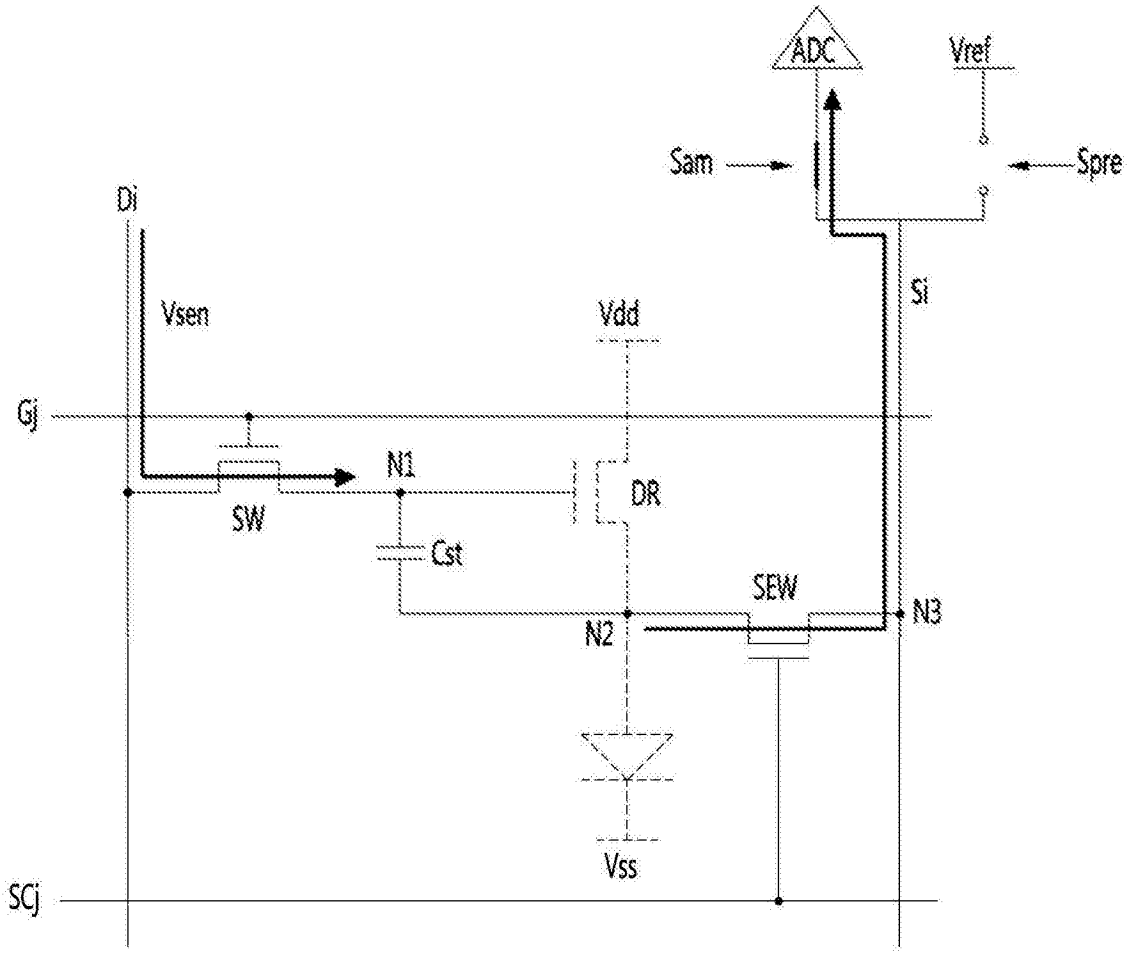 ADC
Vref
Sam
Spre
Di
Si
Vsen
Vdd
Gj
N1
DR
SW
Cst
SEW
N2
N3
Vss
SCj